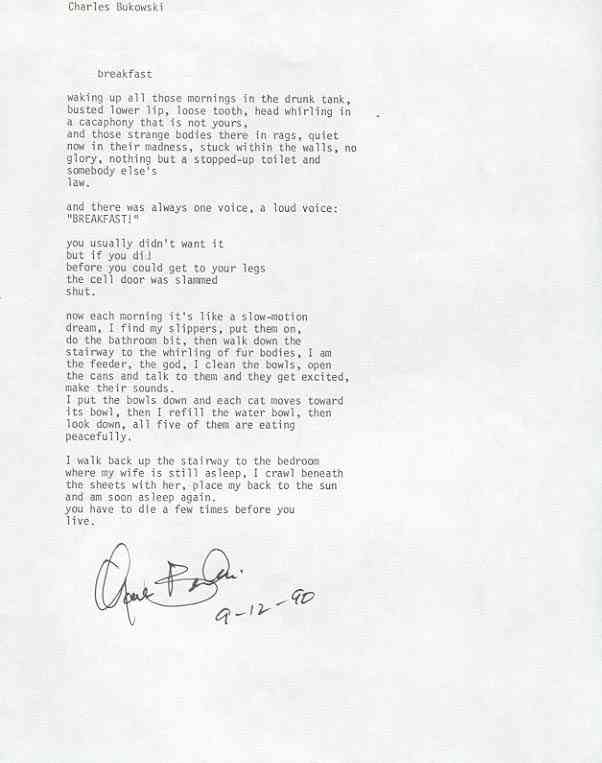 Charles Bukowski
breakfast
waking up all those mornings in the drunk tank,
busted lower lip, loose tooth, head whirling in
a cacaphony that is not yours,
and those strange bodies there in rags, quiet
now in their madness, stuck within the walls, no
glory, nothing but a stopped-up toilet and
somebody else's
law.
and there was always one voice, a loud voice:
"BREAKFAST!"
you usually didn't want it
but if you did
before you could get to your legs
the cell door was slammed
shut.
now each morning it's like a slow-motion
dream, I find my slippers, put them on,
do the bathroom bit, then walk down the
stairway to the whirling of fur bodies, I am
the feeder, the god, I clean the bowls, open
the cans and talk to them and they get excited,
make their sounds.
I put the bowls down and each cat moves toward
its bowl, then I refill the water bowl, then
look down, all five of them are eating
peacefully.
I walk back up the stairway to the bedroom
where my wife is still asleep, I crawl beneath
the sheets with her, place my back to the sun
and am soon asleep again.
you have to die a few times before you
live.
9-12-90